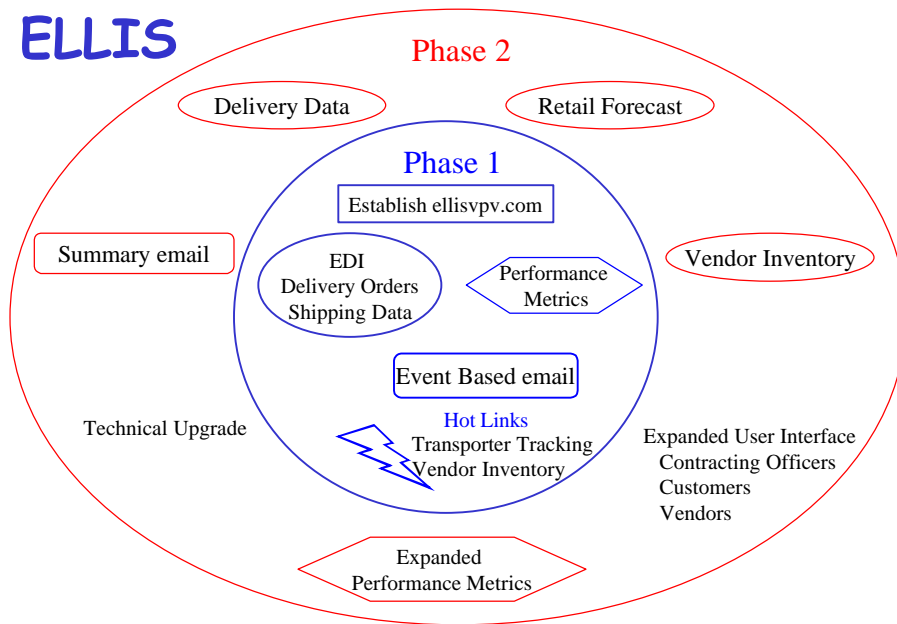 ELLIS
Phase 2
Delivery Data
Retail Forecast
Phase 1
Establish ellisvpv.com
Summary email
EDI
Delivery Orders
Shipping Data
Performance
Metrics
Vendor Inventory
Event Based email
Hot Links
Transporter Tracking
Vendor Inventory
Technical Upgrade
Expanded User Interface
Contracting Officers
Customers
Vendors
Expanded
Performance Metrics